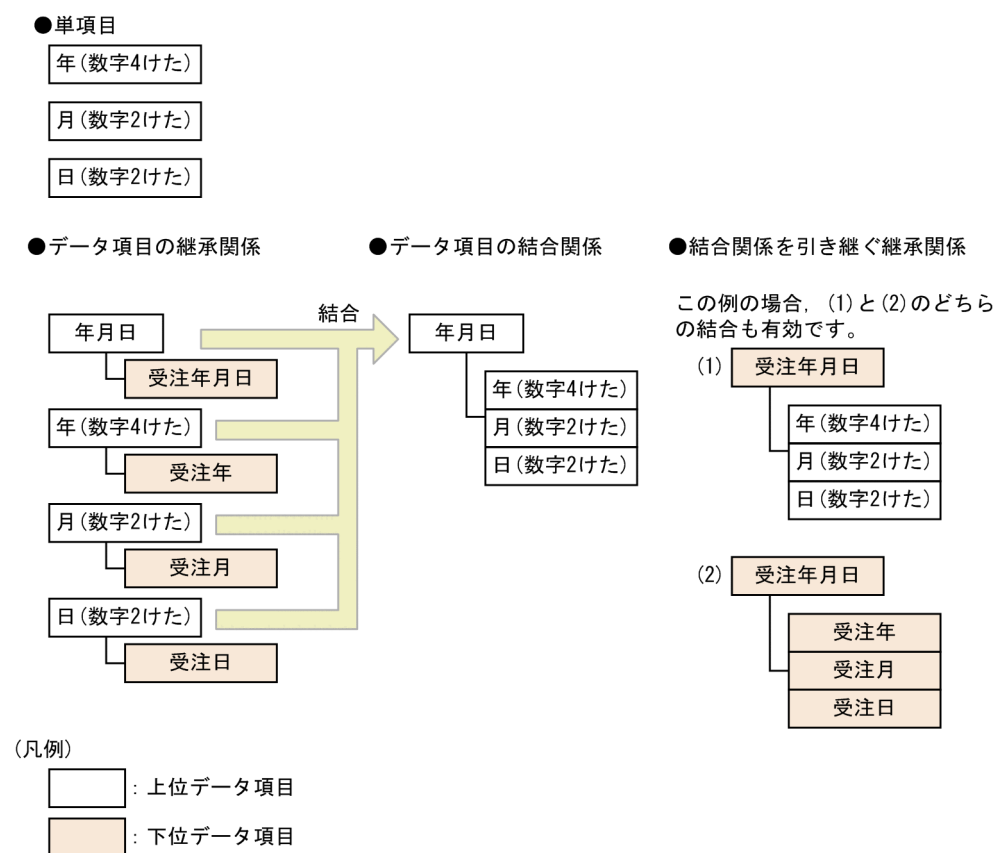 ●単項目
年(数字4けた)
月(数字2けた)
日(数字2けた)
●データ項目の継承関係
年月日
受注年月日
年(数字4けた)
受注年
月(数字2けた)
受注月
日(数字2けた)
受注日
結合
●データ項目の結合関係
年月日
年(数字4けた)
月(数字2けた)
日(数字2けた)
●結合関係を引き継ぐ継承関係
この例の場合，(1)と(2)のどちら
の結合も有効です。
(1) 受注年月日
年(数字4けた)
月(数字2けた)
日(数字2けた)
(2) 受注年月日
受注年
受注月
受注日
(凡例)
：上位データ項目
：下位データ項目